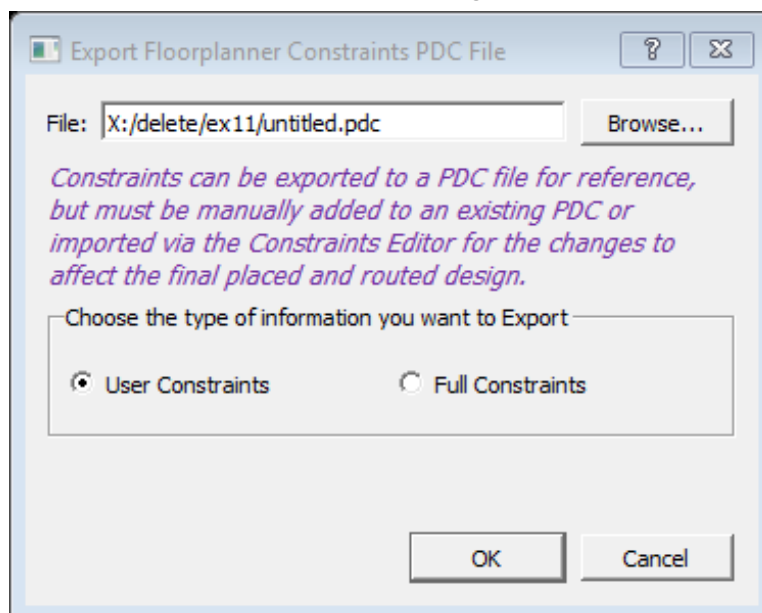 Export Floorplanner Constraints PDC File
File: X:/delete/ex11/untitled.pdc Browse...
Constraints can be exported to a PDC file for reference,
but must be manually added to an existing PDC or
imported via the Constraints Editor for the changes to
affect the final placed and routed design.
Choose the type of information you want to Export
User Constraints Full Constraints
OK Cancel